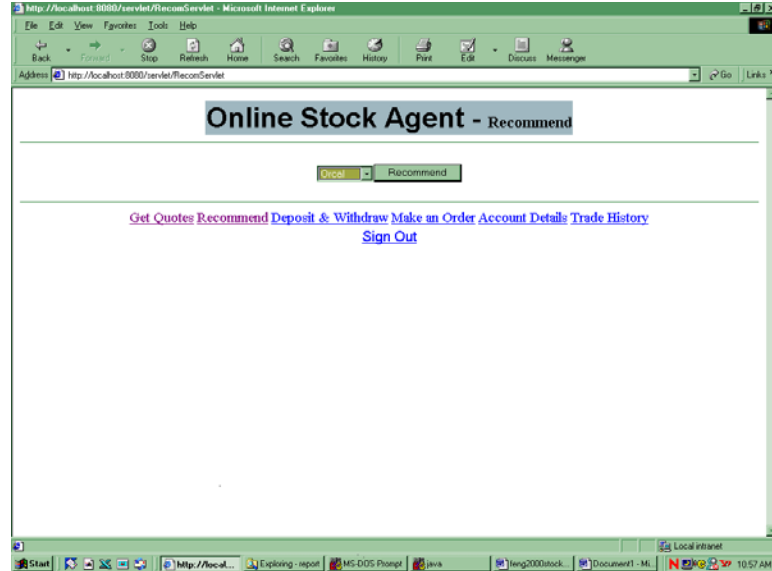 http://localhost:8080/servlet/RecomServlet - Microsoft Internet Explorer
File Edit View Favorites Tools Help
Back Forward Stop Refresh Home Search Favorites History Print Edit Discuss Messenger
Address http://localhost:8080/servlet/RecomServlet Go Links
Online Stock Agent - Recommend
Orcal Recommend
Get Quotes Recommend Deposit & Withdraw Make an Order Account Details Trade History
Sign Out
Local intranet
Start http://local... Exploring - report MS-DOS Prompt java feng2000stock... Document1 - Mi... 10:57 AM